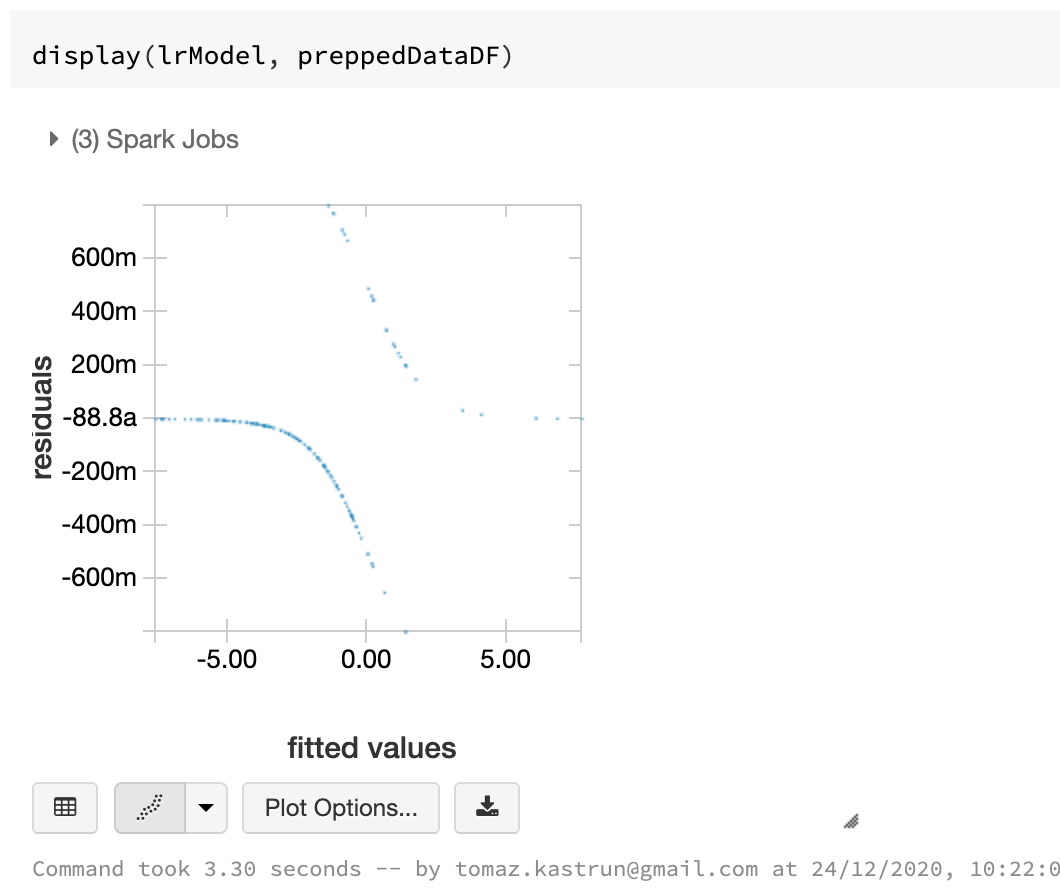 display(lrModel, preppedDataDF)
(3) Spark Jobs
600m
400m
200m
-88.8a
-200m
-400m
-600m
residuals
-5.00 0.00 5.00
fitted values
Plot Options...
Command took 3.30 seconds -- by tomaz.kastrun@gmail.com at 24/12/2020, 10:22:0